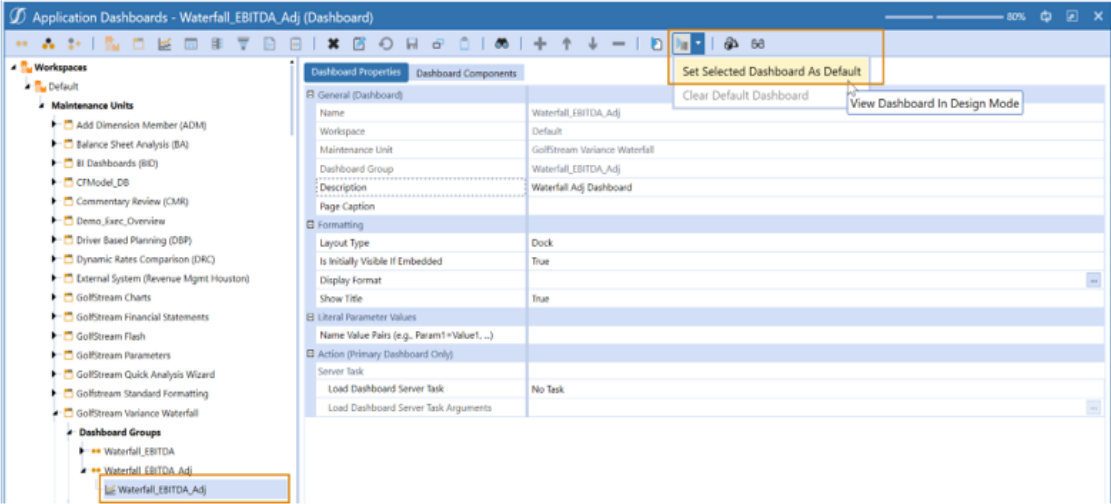 Application Dashboards - Waterfall_EBITDA_Adj (Dashboard)
80%
Workspaces
Default
Maintenance Units
Add Dimension Member (ADM)
Balance Sheet Analysis (BA)
BI Dashboards (BID)
CFModel_DB
Commentary Review (CMR)
Demo_Exec_Overview
Driver Based Planning (DBP)
Dynamic Rates Comparison (DRC)
External System (Revenue Mgmt Houston)
GolfStream Charts
GolfStream Financial Statements
GolfStream Flash
GolfStream Parameters
GolfStream Quick Analysis Wizard
Golfstream Standard Formatting
GolfStream Variance Waterfall
Dashboard Groups
Waterfall_EBITDA
Waterfall_EBITDA_Adj
Waterfall_EBITDA_Adj
Dashboard Properties Dashboard Components
Set Selected Dashboard As Default
Clear Default Dashboard
View Dashboard In Design Mode
General (Dashboard)
Name Waterfall_EBITDA_Adj
Workspace Default
Maintenance Unit GolfStream Variance Waterfall
Dashboard Group Waterfall_EBITDA_Adj
Description Waterfall Adj Dashboard
Page Caption
Formatting
Layout Type Dock
Is Initially Visible If Embedded True
Display Format ...
Show Title True
Literal Parameter Values
Name Value Pairs (e.g., Param1=Value1, ...)
Action (Primary Dashboard Only)
Server Task
Load Dashboard Server Task No Task
Load Dashboard Server Task Arguments ...